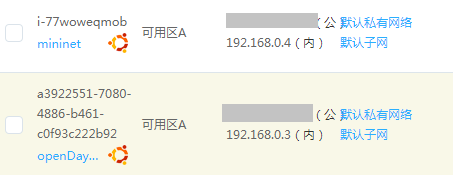 i-77woweqmob
mininet
可用区A
(公
192.168.0.4 (内)
默认私有网络
默认子网
a3922551-7080-
4886-b461-
c0f93c222b92
openDay...
可用区A
(公
192.168.0.3 (内)
默认私有网络
默认子网